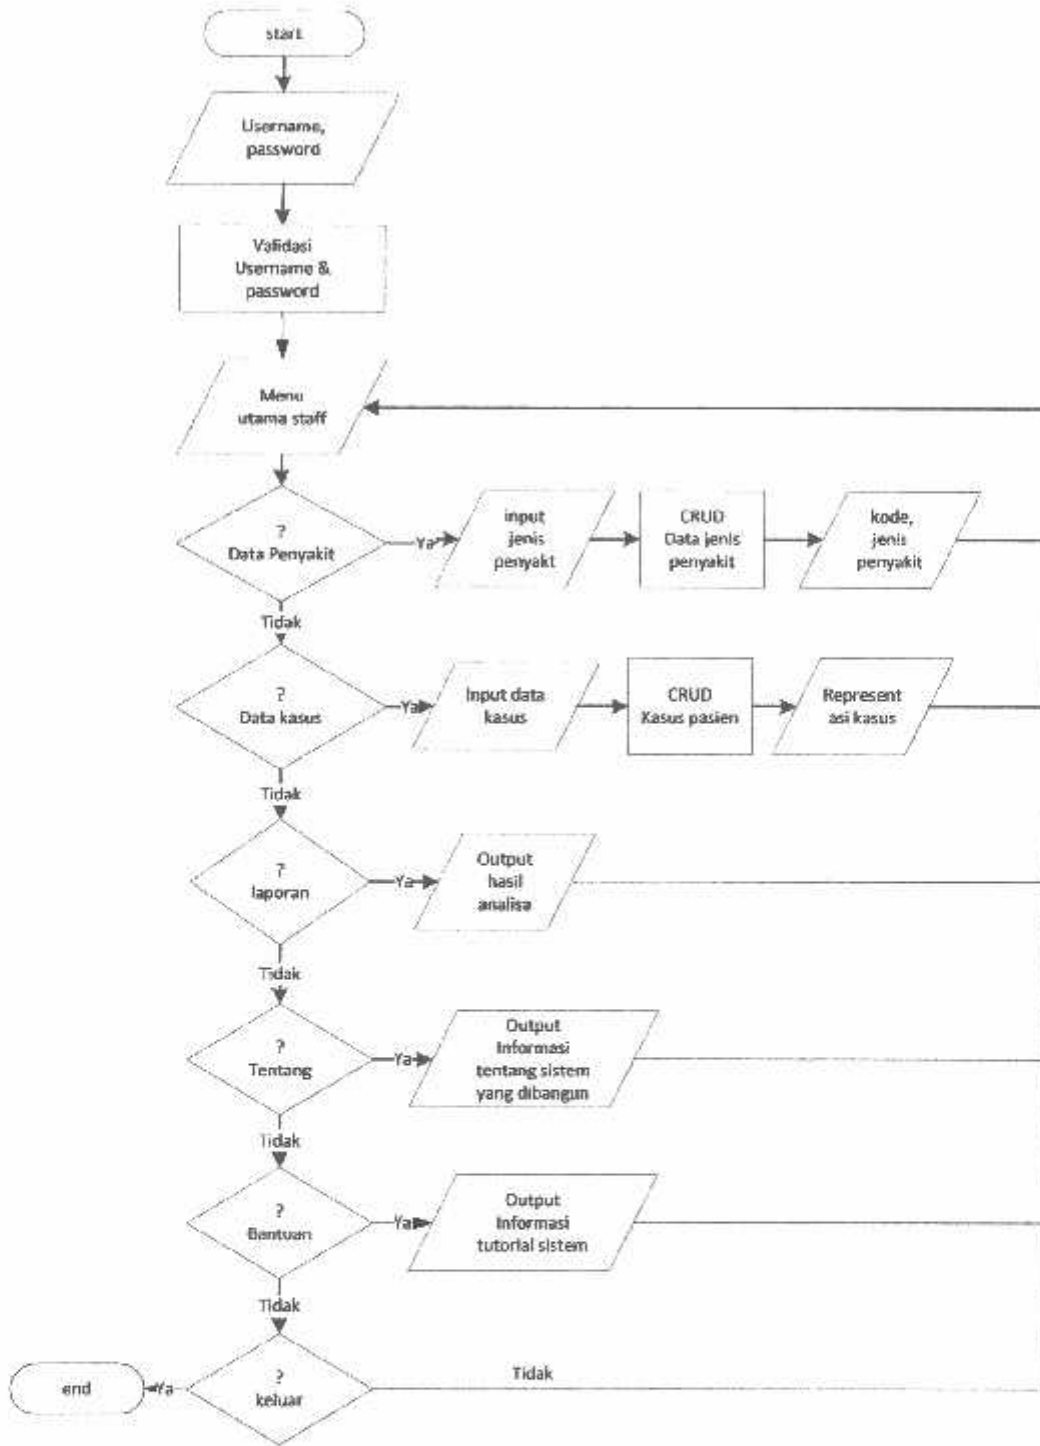 start
Username,
password
Validasi
Username &
password
Menu
utama staff
?
Data Penyakit
Ya
input
jenis
penyakt
CRUD
Data jenis
penyakit
kode,
jenis
penyakit
Tidak
?
Data kasus
Ya
Input data
kasus
CRUD
Kasus pasien
Represent
asi kasus
Tidak
?
laporan
Ya
Output
hasil
analisa
Tidak
?
Tentang
Ya
Output
Informasi
tentang sistem
yang dibangun
Tidak
?
Bantuan
Ya
Output
Informasi
tutorial sistem
Tidak
?
keluar
Ya
end
Tidak